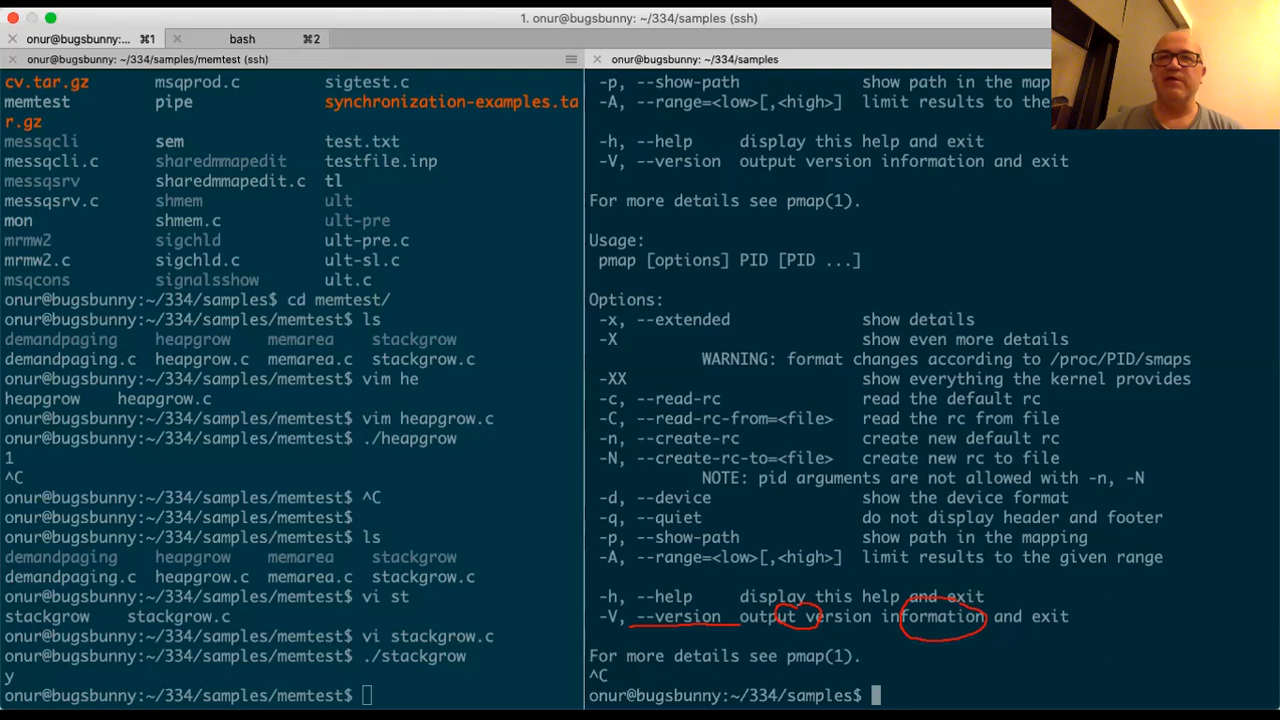 1. onur@bugsbunny: ~/334/samples (ssh)
onur@bugsbunny:... ⌘1
bash ⌘2
onur@bugsbunny: ~/334/samples/memtest (ssh)
cv.tar.gz msqprod.c sigtest.c
memtest pipe synchronization-examples.ta
r.gz
messqcli sem test.txt
messqcli.c sharedmmapedit testfile.inp
messqsrv sharedmmapedit.c tl
messqsrv.c shmem ult
mon shmem.c ult-pre
mrmw2 sigchld ult-pre.c
mrmw2.c sigchld.c ult-sl.c
msqcons signalsshow ult.c
onur@bugsbunny:~/334/samples$ cd memtest/
onur@bugsbunny:~/334/samples/memtest$ ls
demandpaging heapgrow memarea stackgrow
demandpaging.c heapgrow.c memarea.c stackgrow.c
onur@bugsbunny:~/334/samples/memtest$ vim he
heapgrow heapgrow.c
onur@bugsbunny:~/334/samples/memtest$ vim heapgrow.c
onur@bugsbunny:~/334/samples/memtest$ ./heapgrow
1
^C
onur@bugsbunny:~/334/samples/memtest$ ^C
onur@bugsbunny:~/334/samples/memtest$
onur@bugsbunny:~/334/samples/memtest$ ls
demandpaging heapgrow memarea stackgrow
demandpaging.c heapgrow.c memarea.c stackgrow.c
onur@bugsbunny:~/334/samples/memtest$ vi st
stackgrow stackgrow.c
onur@bugsbunny:~/334/samples/memtest$ vi stackgrow.c
onur@bugsbunny:~/334/samples/memtest$ ./stackgrow
y
onur@bugsbunny:~/334/samples/memtest$
onur@bugsbunny: ~/334/samples
-p, --show-path show path in the map
-A, --range=<low>[,<high>] limit results to the
-h, --help display this help and exit
-V, --version output version information and exit
For more details see pmap(1).
Usage:
pmap [options] PID [PID ...]
Options:
-x, --extended show details
-X show even more details
WARNING: format changes according to /proc/PID/smaps
-XX show everything the kernel provides
-c, --read-rc read the default rc
-C, --read-rc-from=<file> read the rc from file
-n, --create-rc create new default rc
-N, --create-rc-to=<file> create new rc to file
NOTE: pid arguments are not allowed with -n, -N
-d, --device show the device format
-q, --quiet do not display header and footer
-p, --show-path show path in the mapping
-A, --range=<low>[,<high>] limit results to the given range
-h, --help display this help and exit
-V, --version output version information and exit
For more details see pmap(1).
^C
onur@bugsbunny:~/334/samples$